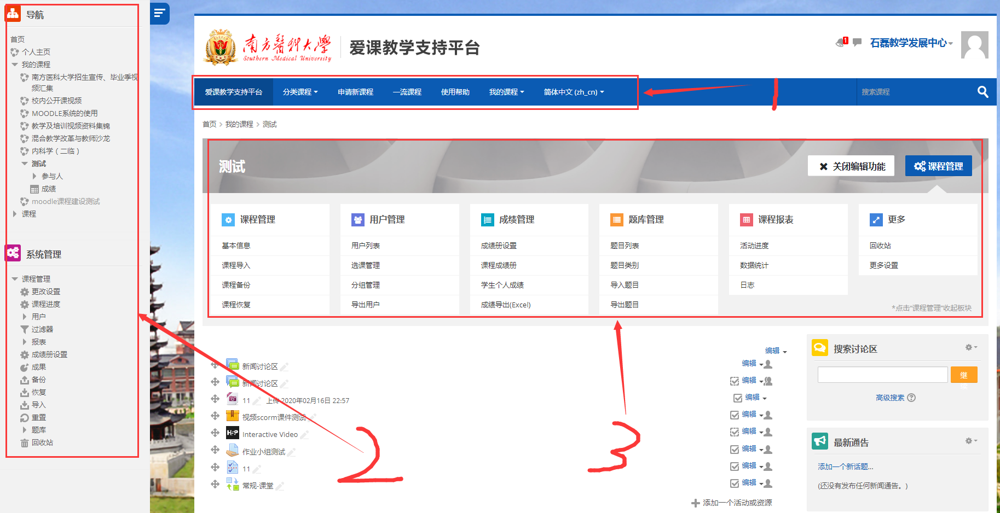 导航
首页
个人主页
我的课程
南方医科大学招生宣传、毕业季视
频汇集
校内公开课视频
MOODLE系统的使用
教学及培训视频资料集锦
混合教学改革与教师沙龙
内科学（二临）
测试
参与人
成绩
moodle课程建设测试
课程
系统管理
课程管理
更改设置
课程进度
用户
过滤器
报表
成绩册设置
成果
备份
恢复
导入
重置
题库
回收站
南方醫科大學
Southern Medical University
爱课教学支持平台
1
石磊教学发展中心
爱课教学支持平台 分类课程 申请新课程 一流课程 使用帮助 我的课程 简体中文 (zh_cn)
搜索课程
1
首页 > 我的课程 > 测试
测试
关闭编辑功能
课程管理
课程管理
基本信息
课程导入
课程备份
课程恢复
用户管理
用户列表
选课管理
分组管理
导出用户
成绩管理
成绩册设置
课程成绩册
学生个人成绩
成绩导出(Excel)
题库管理
题目列表
题目类别
导入题目
导出题目
课程报表
活动进度
数据统计
日志
更多
回收站
更多设置
*点击“课程管理”收起板块
编辑
新闻讨论区 编辑
新闻讨论区 编辑
11 上传 2020年02月16日 22:57 编辑
视频scorm课件测试 编辑
H5P Interactive Video 编辑
作业小组测试 编辑
11 编辑
常规-课堂 编辑
添加一个活动或资源
2
3
搜索讨论区
继
高级搜索
最新通告
添加一个新话题...
(还没有发布任何新闻通告。)